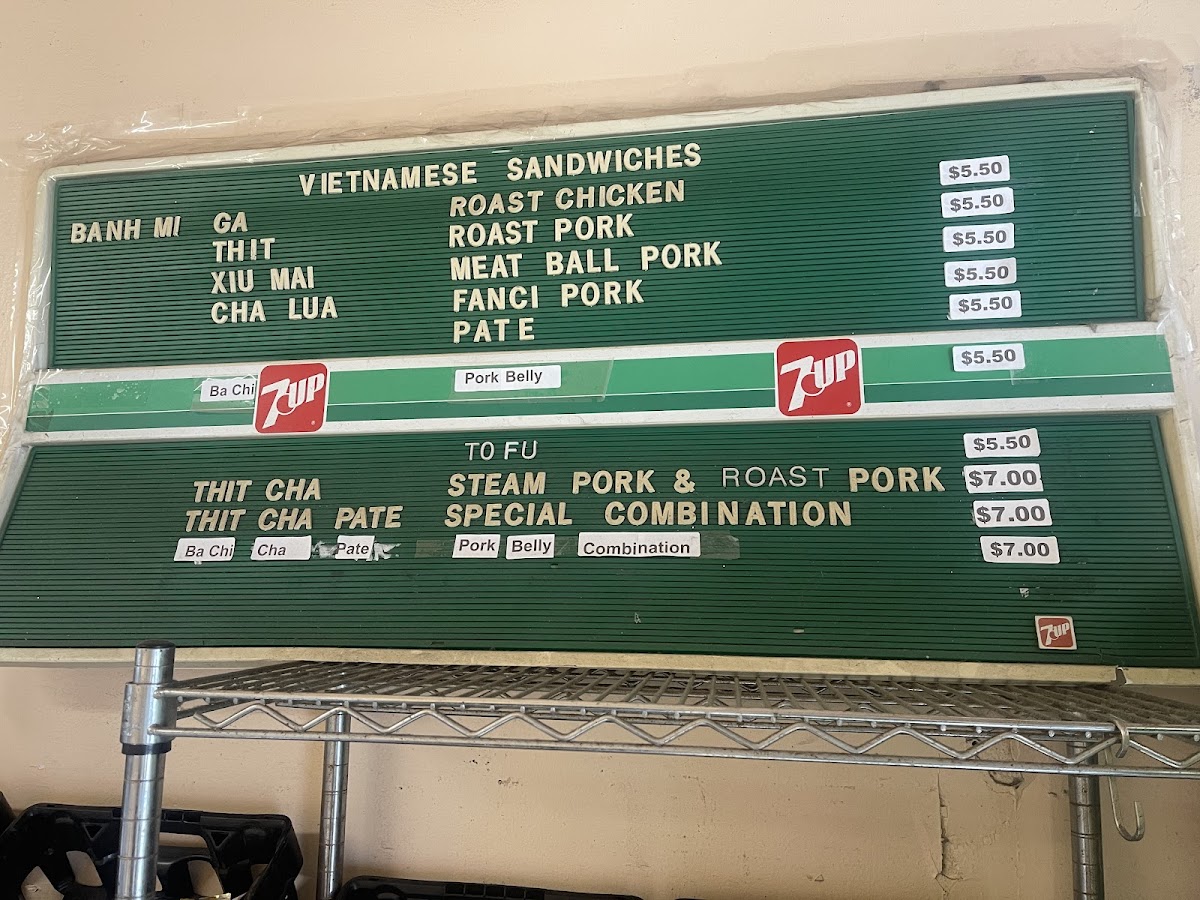 VIETNAMESE SANDWICHES
BANH MI GA ROAST CHICKEN $5.50
THIT ROAST PORK $5.50
XIU MAI MEAT BALL PORK $5.50
CHA LUA FANCI PORK $5.50
PATE $5.50
Ba Chi 7UP Pork Belly 7UP $5.50
TO FU $5.50
THIT CHA STEAM PORK & ROAST PORK $7.00
THIT CHA PATE SPECIAL COMBINATION $7.00
Ba Chi Cha Pate Pork Belly Combination $7.00
7UP